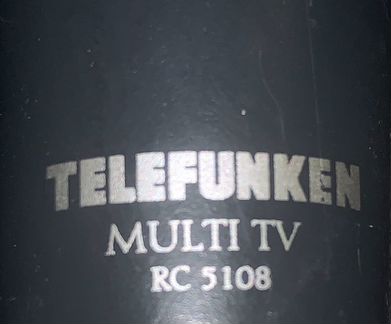 TELEFUNKEN
MULTI TV
RC 5108